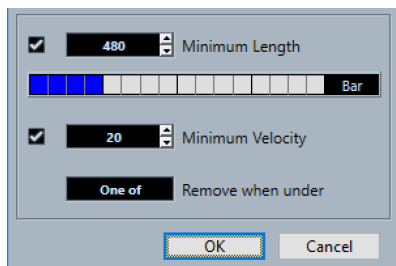 480 Minimum Length
Bar
20 Minimum Velocity
One of Remove when under
OK Cancel